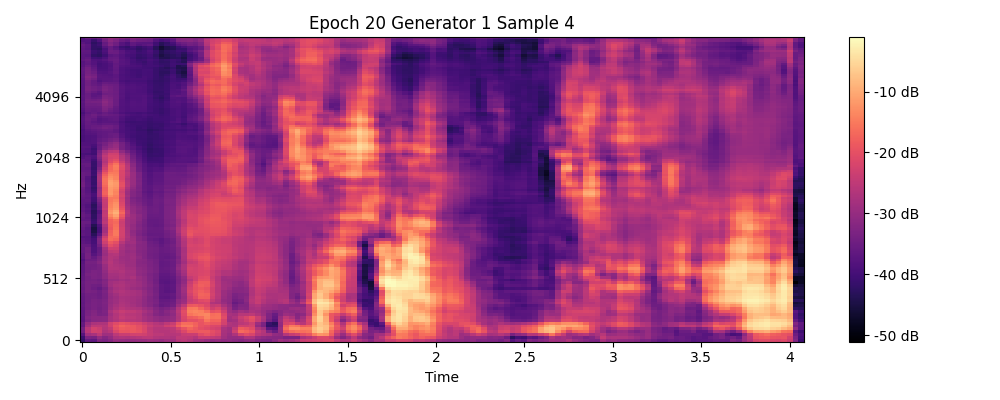 Epoch 20 Generator 1 Sample 4
Hz
4096
2048
1024
512
0
0 0.5 1 1.5 2 2.5 3 3.5 4
Time
-10 dB
-20 dB
-30 dB
-40 dB
-50 dB